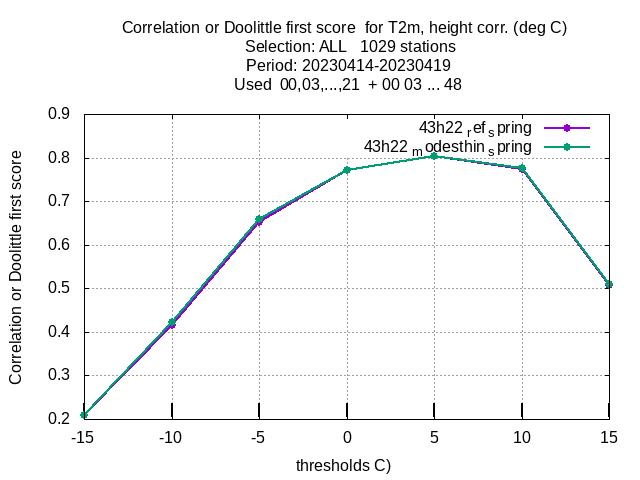 Correlation or Doolittle first score  for T2m, height corr. (deg C)
Selection: ALL   1029 stations
Period: 20230414-20230419
Used  00,03,...,21  + 00 03 ... 48
Correlation or Doolittle first score
0.9
0.8
0.7
0.6
0.5
0.4
0.3
0.2
43h22 ref spring
43h22 modesthin spring
-15 -10 -5 0 5 10 15
thresholds C)